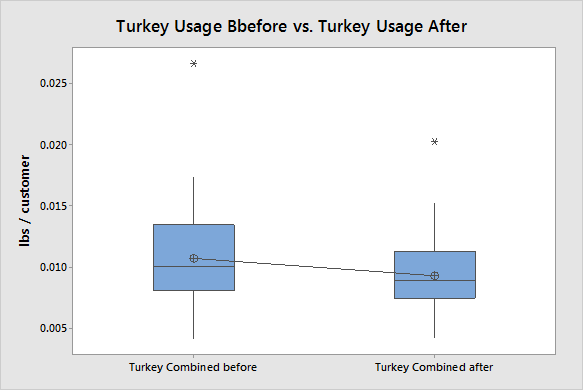 Turkey Usage Bbefore vs. Turkey Usage After
lbs / customer
0.025
0.020
0.015
0.010
0.005
Turkey Combined before
Turkey Combined after